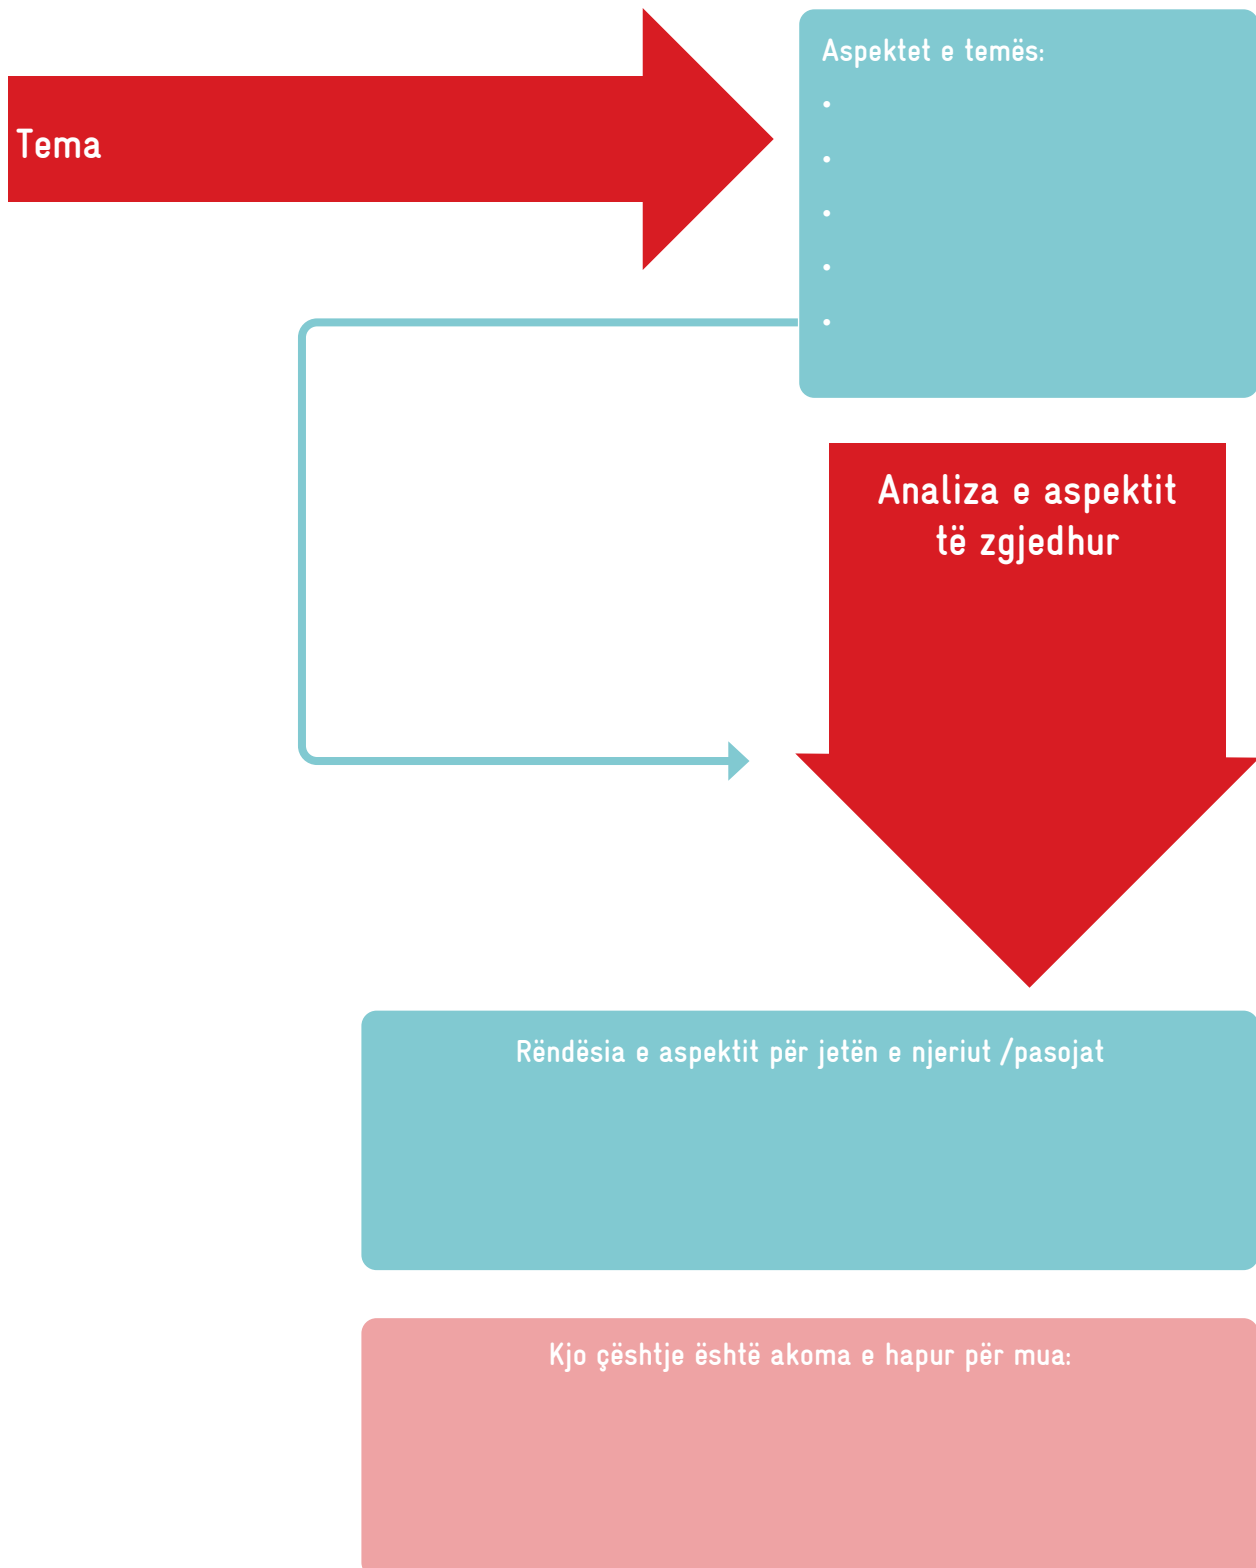 Tema
Aspektet e temës:
•
•
•
•
•
Analiza e aspektit
të zgjedhur
Rëndësia e aspektit për jetën e njeriut /pasojat
Kjo çështje është akoma e hapur për mua: